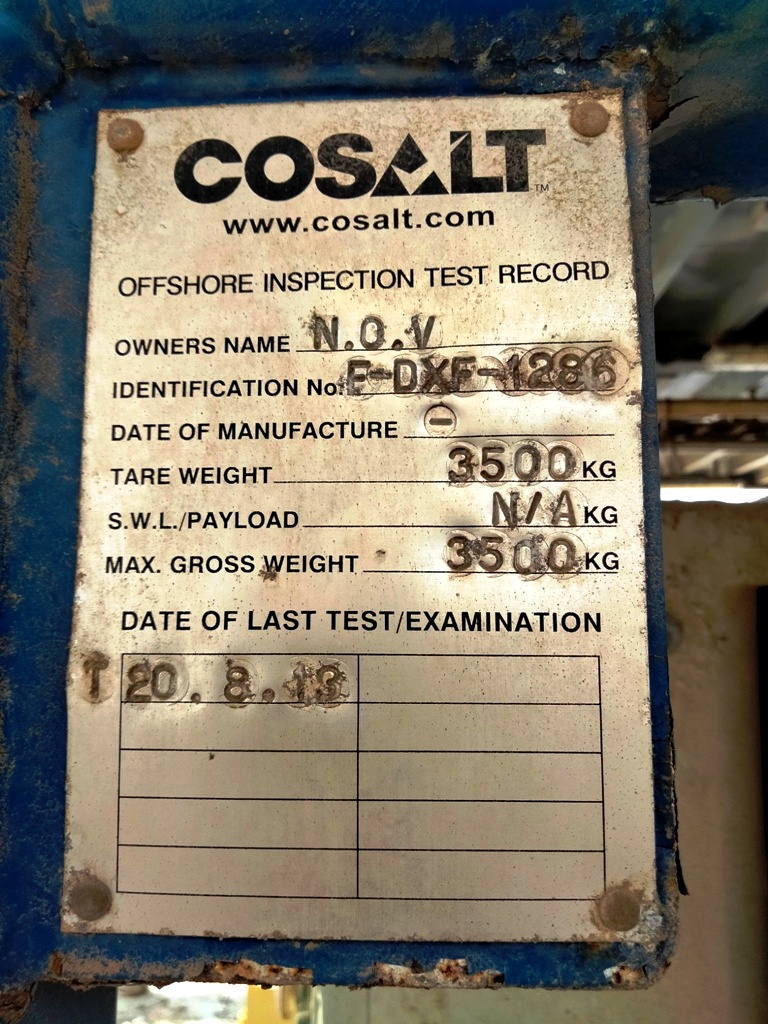 COSALT™
www.cosalt.com
OFFSHORE INSPECTION TEST RECORD
OWNERS NAME N.O.V
IDENTIFICATION No. E-DXF-1286
DATE OF MANUFACTURE -
TARE WEIGHT 3500 KG
S.W.L./PAYLOAD N/A KG
MAX. GROSS WEIGHT 3500 KG
DATE OF LAST TEST/EXAMINATION
T 20.8.13